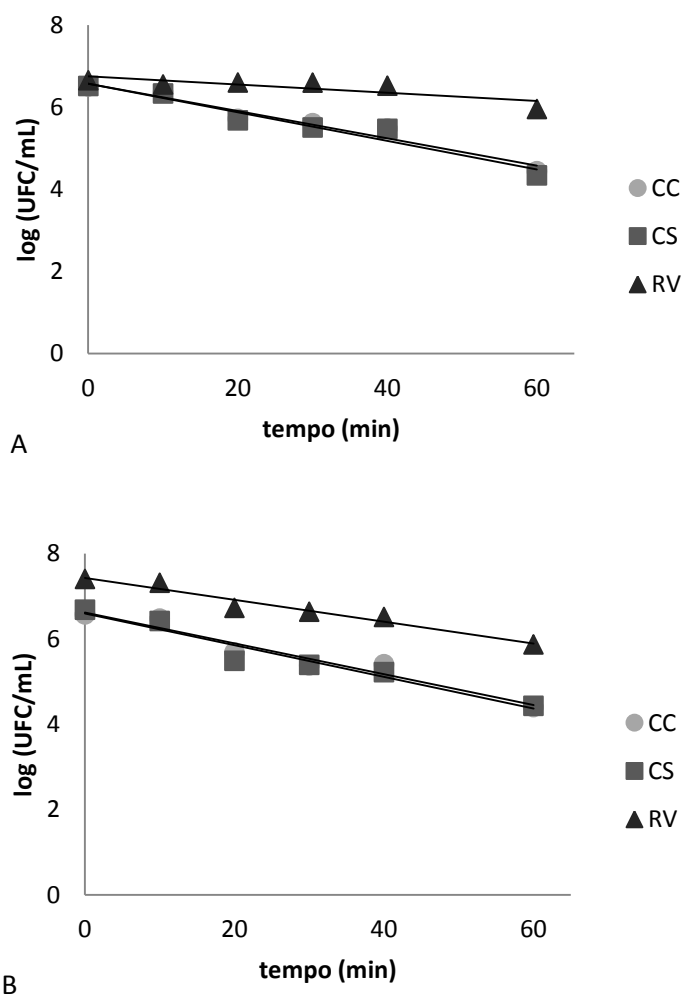 8
6
4
2
0
log (UFC/mL)
0 20 40 60
tempo (min)
CC
CS
RV
A
8
6
4
2
0
log (UFC/mL)
0 20 40 60
tempo (min)
CC
CS
RV
B